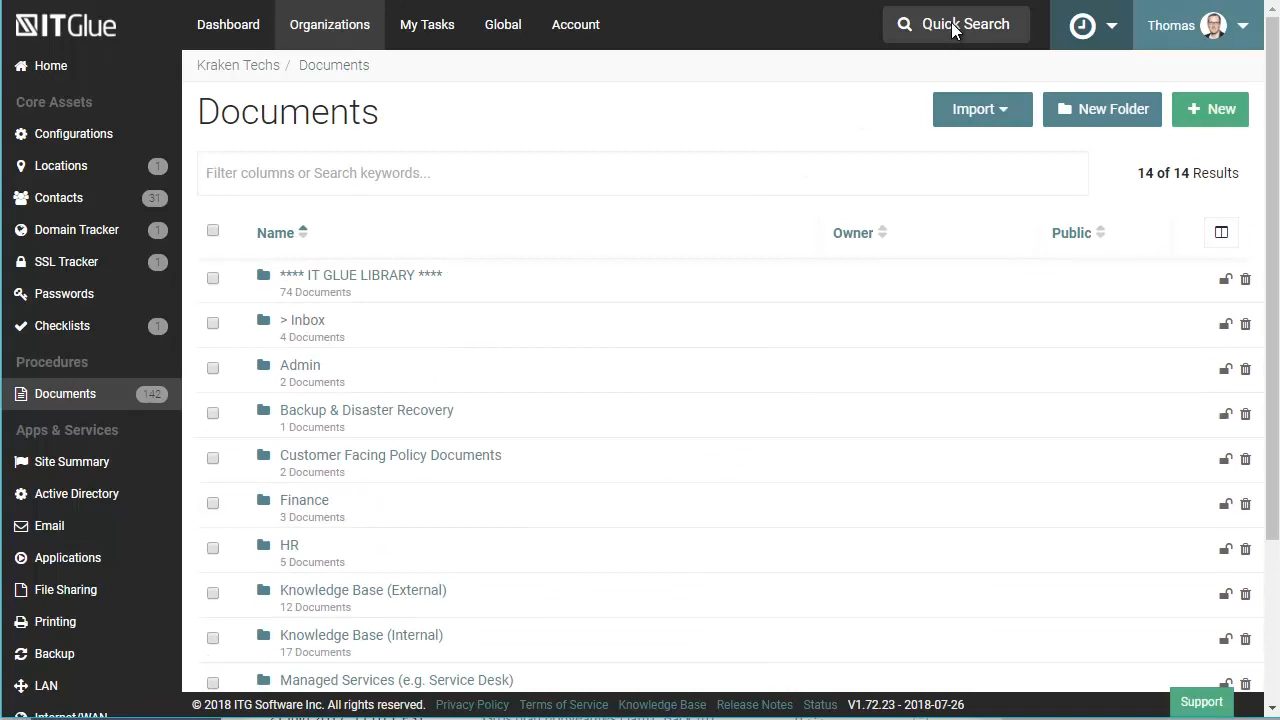 ITGlue
Dashboard
Organizations
My Tasks
Global
Account
Quick Search
Thomas
Home
Core Assets
Configurations
Locations 1
Contacts 31
Domain Tracker 1
SSL Tracker 1
Passwords
Checklists 1
Procedures
Documents 142
Apps & Services
Site Summary
Active Directory
Email
Applications
File Sharing
Printing
Backup
LAN
Internet/WAN
Kraken Techs / Documents
Documents
Import
New Folder
New
Filter columns or Search keywords...
14 of 14 Results
Name
Owner
Public
**** IT GLUE LIBRARY ****
74 Documents
> Inbox
4 Documents
Admin
2 Documents
Backup & Disaster Recovery
1 Documents
Customer Facing Policy Documents
2 Documents
Finance
3 Documents
HR
5 Documents
Knowledge Base (External)
12 Documents
Knowledge Base (Internal)
17 Documents
Managed Services (e.g. Service Desk)
© 2018 ITG Software Inc. All rights reserved. Privacy Policy Terms of Service Knowledge Base Release Notes Status V1.72.23 - 2018-07-26
Support